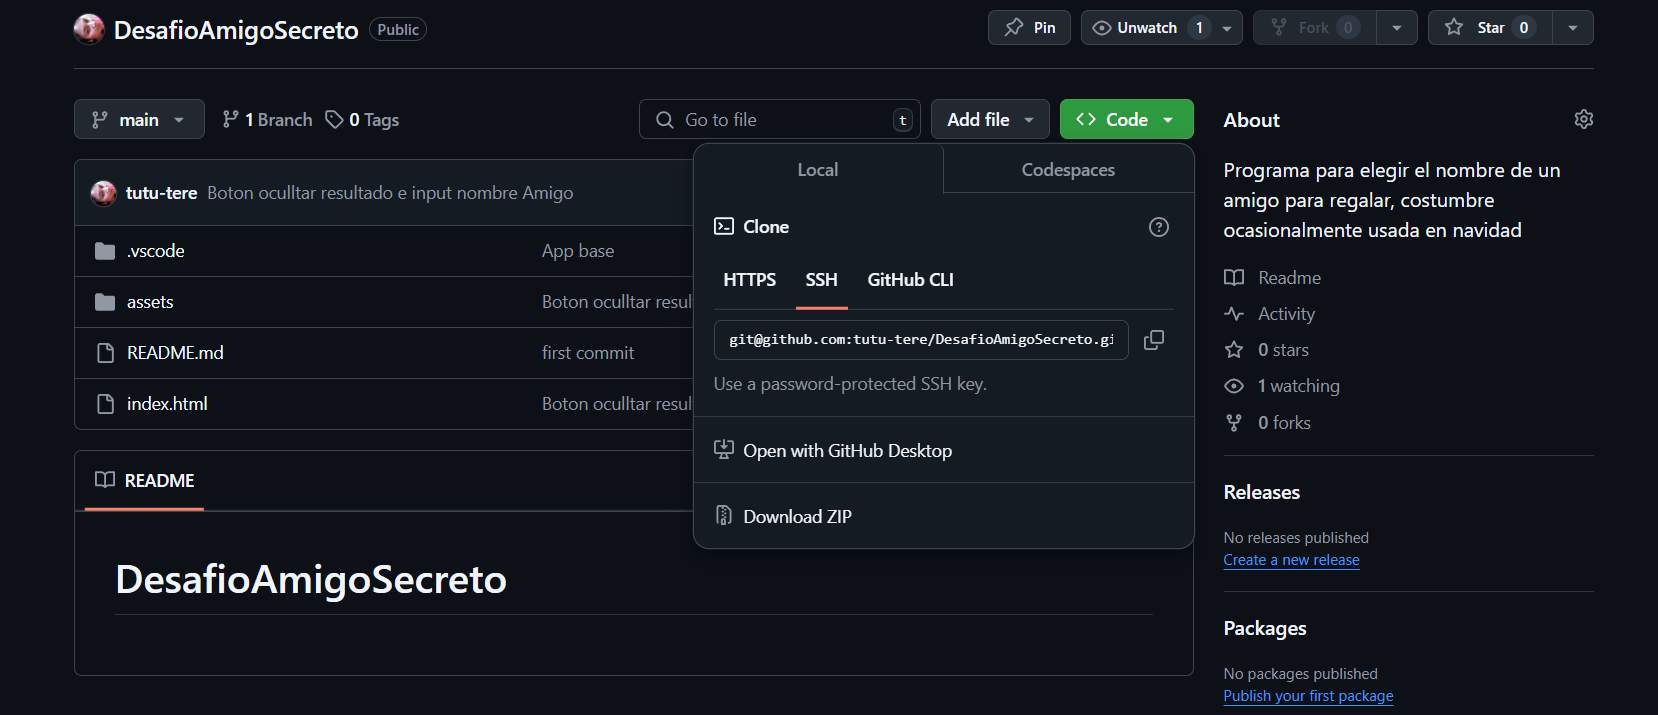 DesafioAmigoSecreto Public
Pin
Unwatch 1
Fork 0
Star 0
main
1 Branch
0 Tags
Go to file t
Add file
Code
tutu-tere Boton oculltar resultado e input nombre Amigo
.vscode App base
assets Boton oculltar resul
README.md first commit
index.html Boton oculltar resul
README
DesafioAmigoSecreto
Local
Codespaces
Clone
HTTPS SSH GitHub CLI
git@github.com:tutu-tere/DesafioAmigoSecreto.gi
Use a password-protected SSH key.
Open with GitHub Desktop
Download ZIP
About
Programa para elegir el nombre de un
amigo para regalar, costumbre
ocasionalmente usada en navidad
Readme
Activity
0 stars
1 watching
0 forks
Releases
No releases published
Create a new release
Packages
No packages published
Publish your first package